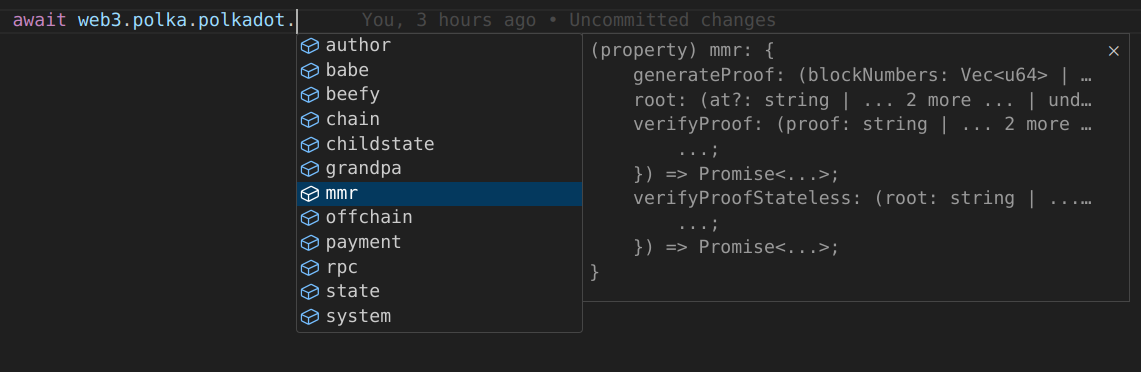 await web3.polka.polkadot. You, 3 hours ago • Uncommitted changes
author
babe
beefy
chain
childstate
grandpa
mmr
offchain
payment
rpc
state
system
(property) mmr: {
generateProof: (blockNumbers: Vec<u64> | …
root: (at?: string | ... 2 more ... | und…
verifyProof: (proof: string | ... 2 more …
...;
}) => Promise<...>;
verifyProofStateless: (root: string | ...…
...;
}) => Promise<...>;
}